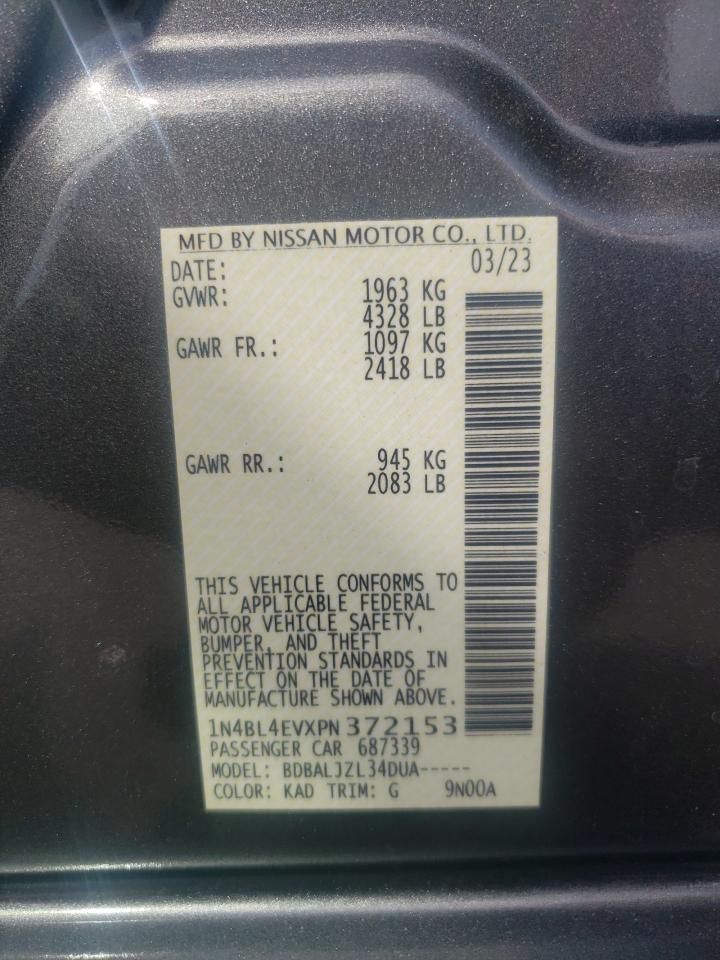 MFD BY NISSAN MOTOR CO., LTD.
DATE: 03/23
GVWR: 1963 KG
4328 LB
GAWR FR.: 1097 KG
2418 LB
GAWR RR.: 945 KG
2083 LB
THIS VEHICLE CONFORMS TO
ALL APPLICABLE FEDERAL
MOTOR VEHICLE SAFETY,
BUMPER, AND THEFT
PREVENTION STANDARDS IN
EFFECT ON THE DATE OF
MANUFACTURE SHOWN ABOVE.
1N4BL4EVXPN372153
PASSENGER CAR 687339
MODEL: BDBALJZL34DUA-----
COLOR: KAD TRIM: G 9N00A